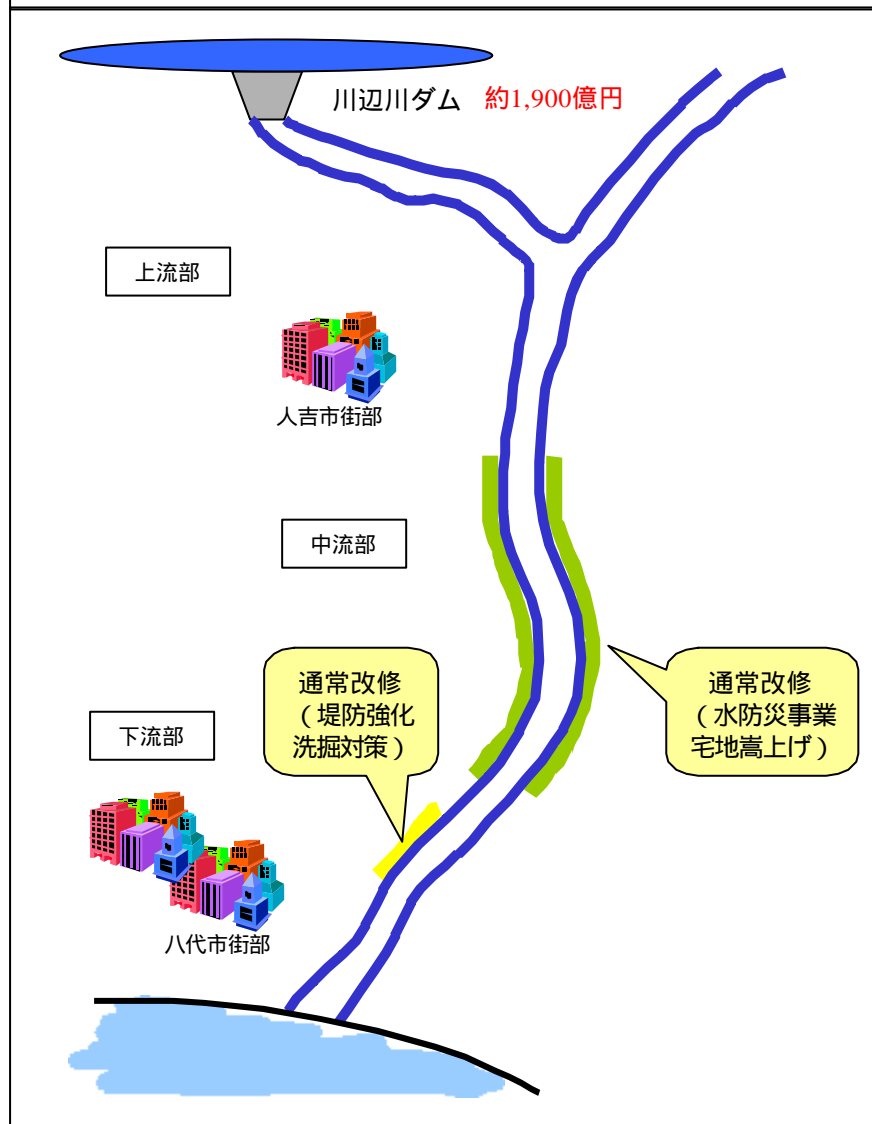 川辺川ダム 約1,900億円
上流部
人吉市街部
中流部
通常改修
（堤防強化
洗掘対策）
通常改修
（水防災事業
宅地嵩上げ）
下流部
八代市街部